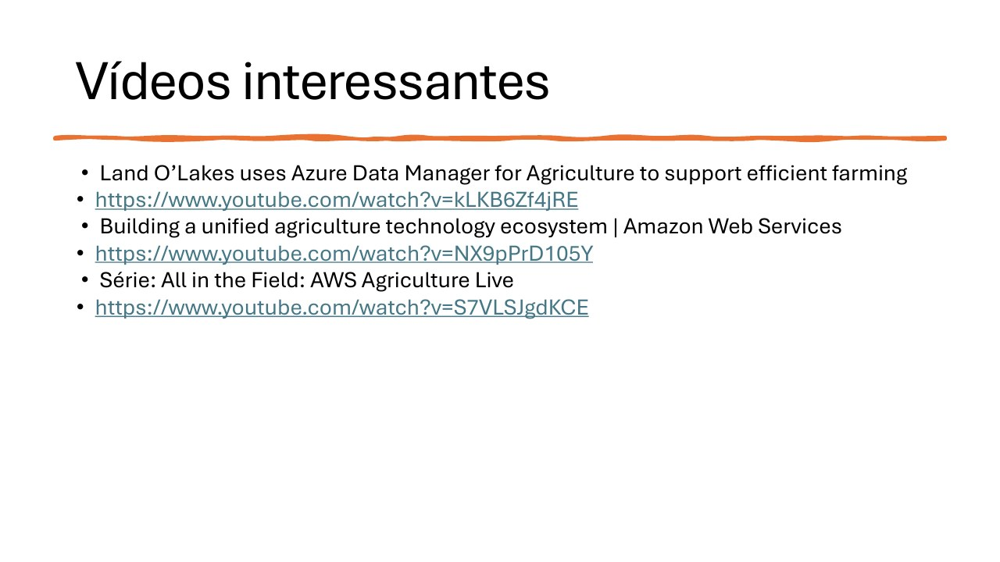 Vídeos interessantes
• Land O’Lakes uses Azure Data Manager for Agriculture to support efficient farming
• https://www.youtube.com/watch?v=kLKB6Zf4jRE
• Building a unified agriculture technology ecosystem | Amazon Web Services
• https://www.youtube.com/watch?v=NX9pPrD105Y
• Série: All in the Field: AWS Agriculture Live
• https://www.youtube.com/watch?v=S7VLSJgdKCE